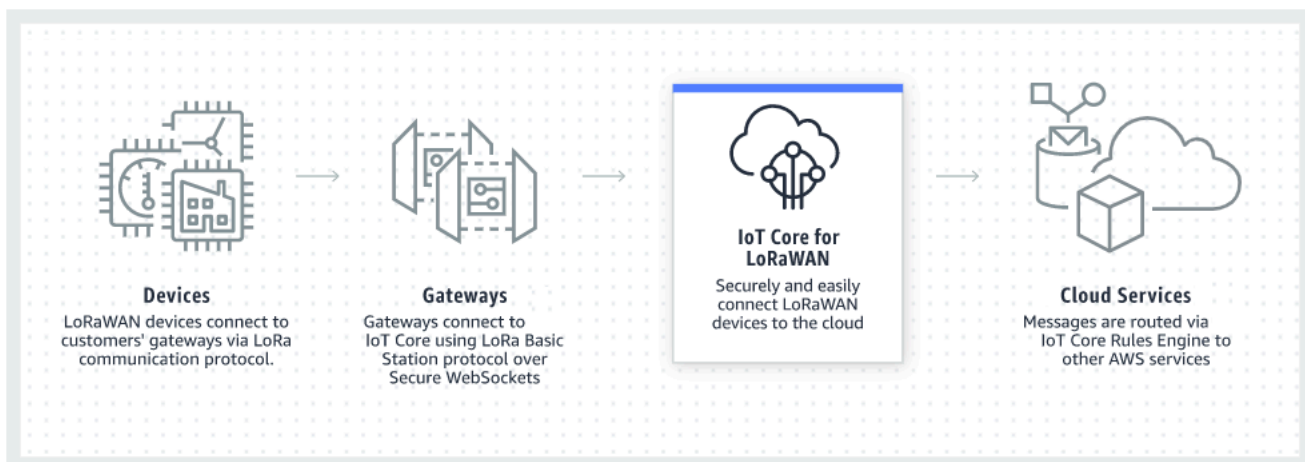 Devices
LoRaWAN devices connect to
customers' gateways via LoRa
communication protocol.
Gateways
Gateways connect to
IoT Core using LoRa Basic
Station protocol over
Secure WebSockets
IoT Core for
LoRaWAN
Securely and easily
connect LoRaWAN
devices to the cloud
Cloud Services
Messages are routed via
IoT Core Rules Engine to
other AWS services